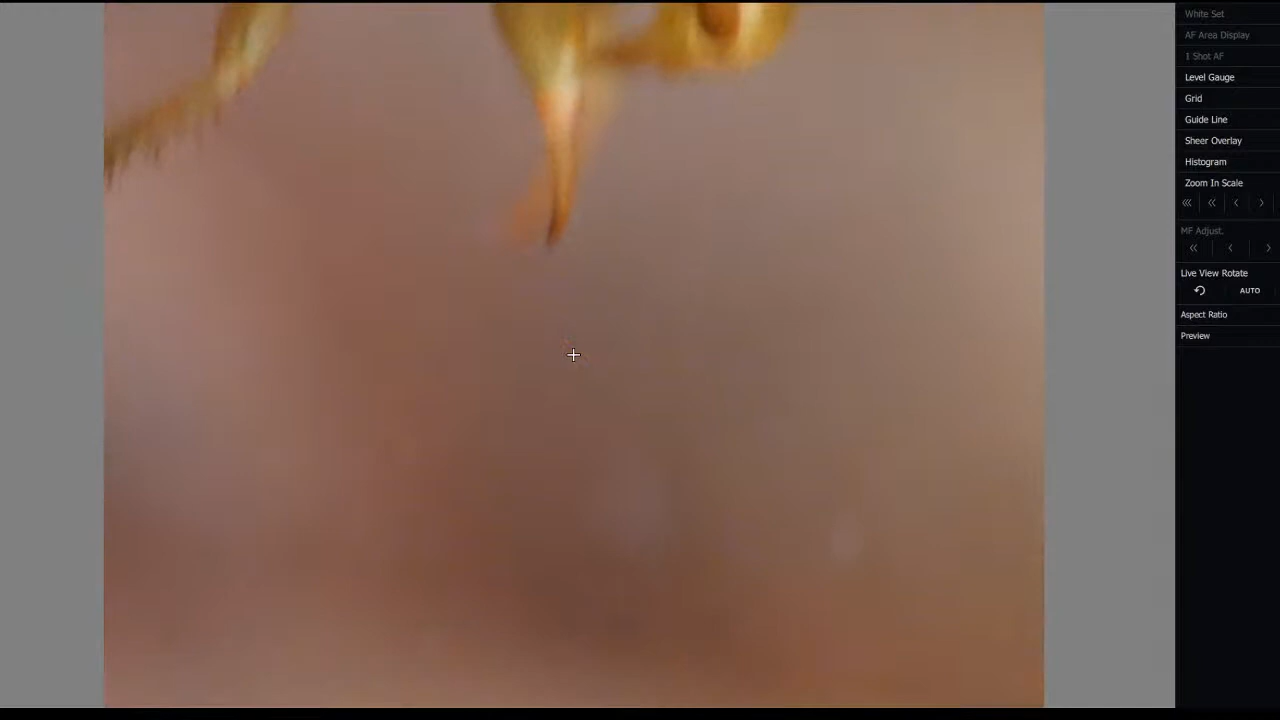 White Set
AF Area Display
1 Shot AF
Level Gauge
Grid
Guide Line
Sheer Overlay
Histogram
Zoom In Scale
MF Adjust.
Live View Rotate
AUTO
Aspect Ratio
Preview